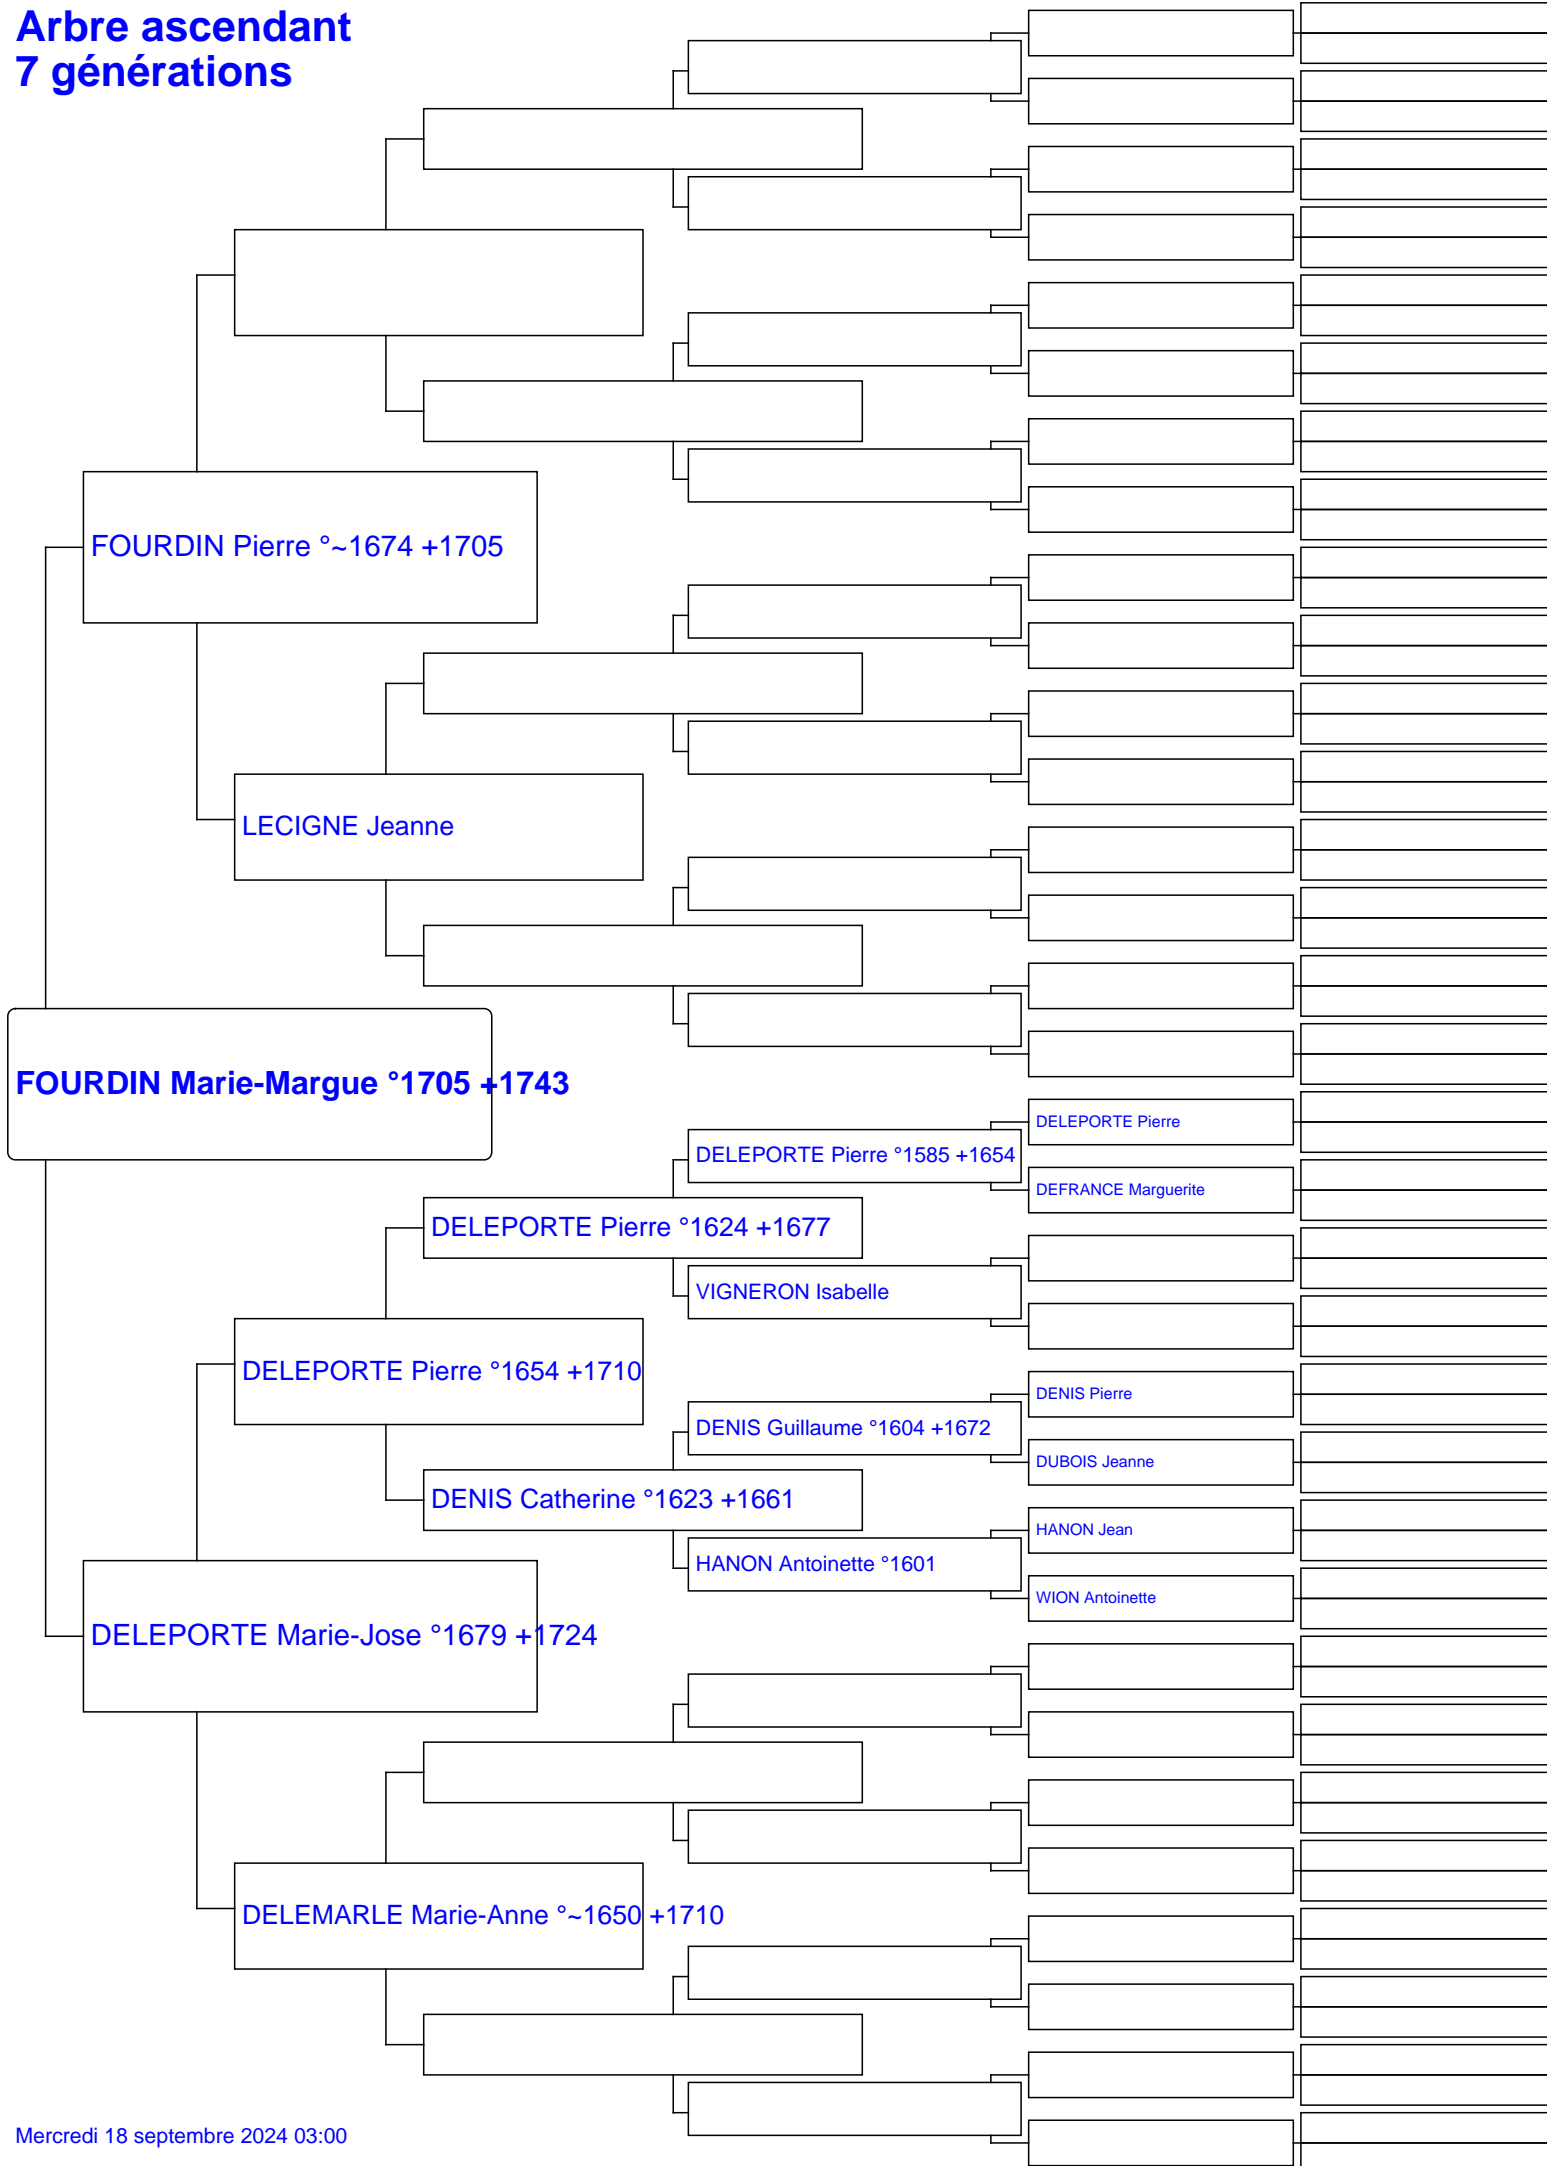 Arbre ascendant
7 générations
FOURDIN Pierre °~1674 +1705
LECIGNE Jeanne
FOURDIN Marie-Margue °1705 +1743
DELEPORTE Pierre
DELEPORTE Pierre °1585 +1654
DEFRANCE Marguerite
DELEPORTE Pierre °1624 +1677
VIGNERON Isabelle
DELEPORTE Pierre °1654 +1710
DENIS Pierre
DENIS Guillaume °1604 +1672
DUBOIS Jeanne
DENIS Catherine °1623 +1661
HANON Jean
HANON Antoinette °1601
WION Antoinette
DELEPORTE Marie-Jose °1679 +1724
DELEMARLE Marie-Anne °~1650 +1710
Mercredi 18 septembre 2024 03:00